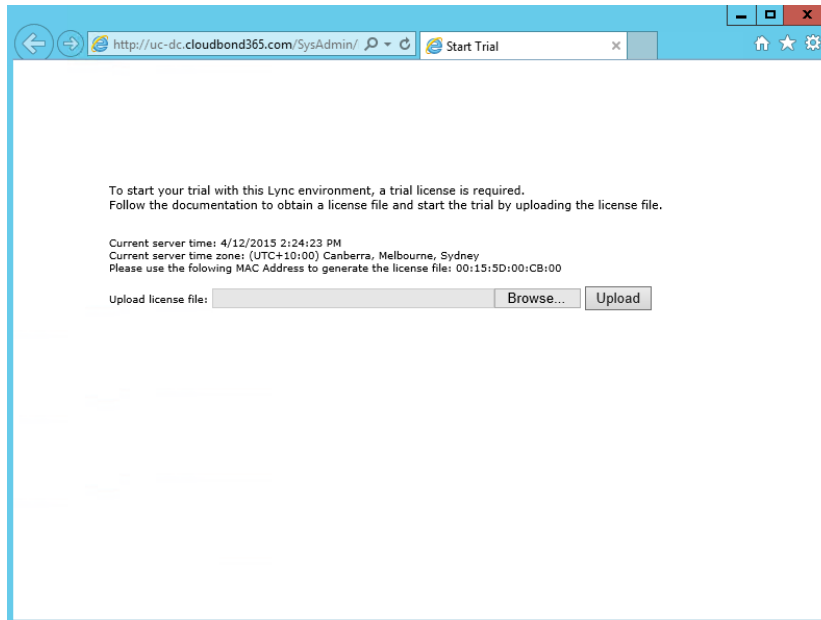 http://uc-dc.cloudbond365.com/SysAdmin/
Start Trial
To start your trial with this Lync environment, a trial license is required.
Follow the documentation to obtain a license file and start the trial by uploading the license file.
Current server time: 4/12/2015 2:24:23 PM
Current server time zone: (UTC+10:00) Canberra, Melbourne, Sydney
Please use the folowing MAC Address to generate the license file: 00:15:5D:00:CB:00
Upload license file: Browse... Upload